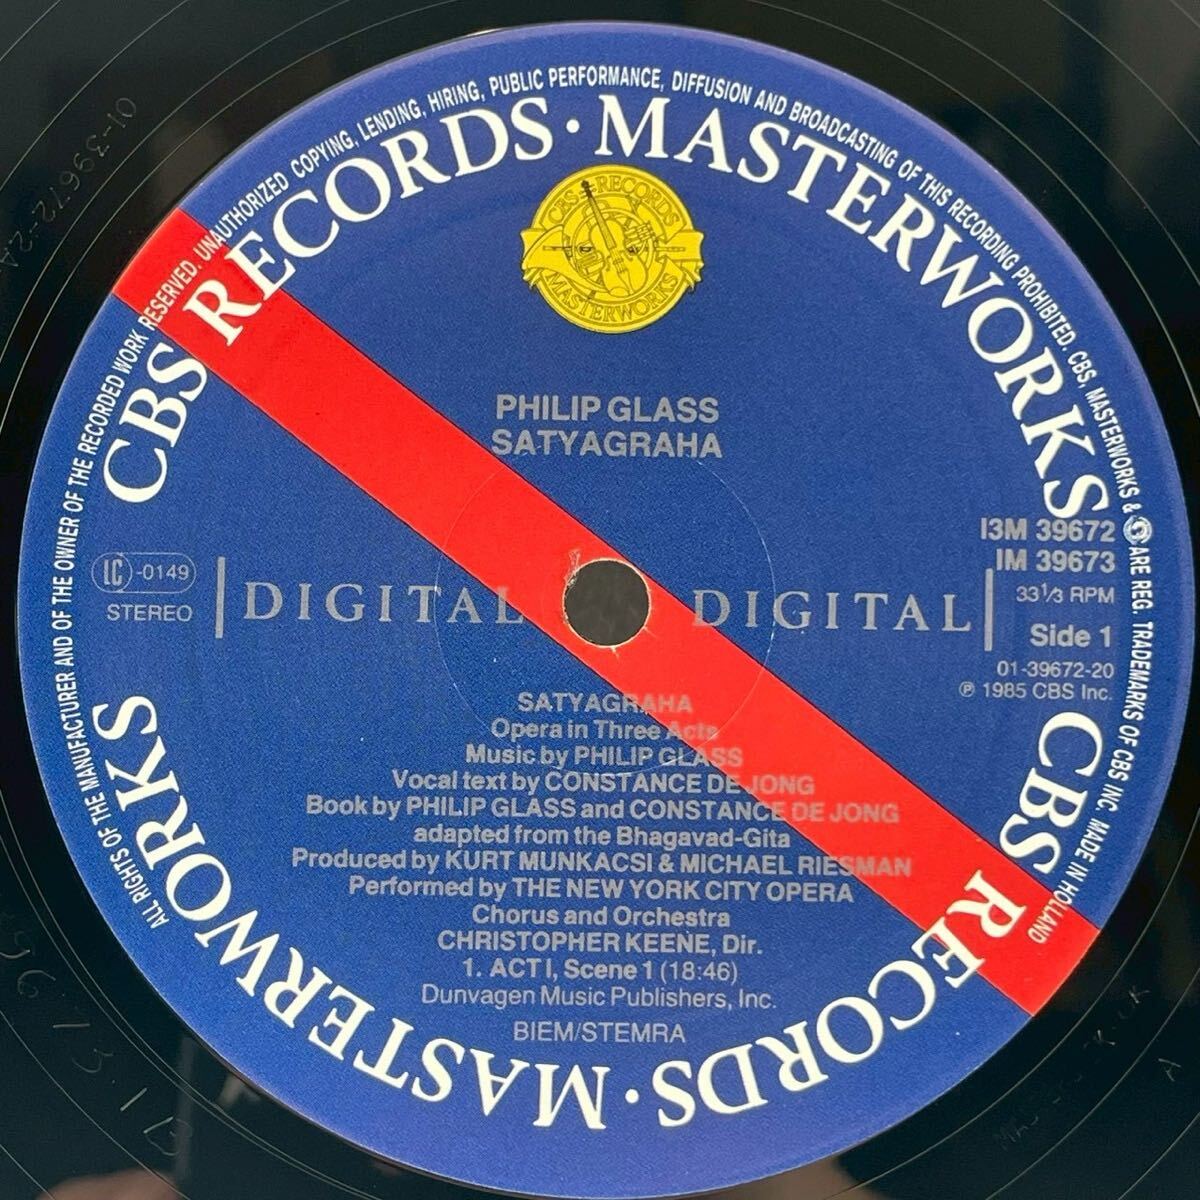 ALL RIGHTS OF THE MANUFACTURER AND OF THE OWNER OF THE RECORDED WORK RESERVED. UNAUTHORIZED COPYING, LENDING, HIRING, PUBLIC PERFORMANCE, DIFFUSION AND BROADCASTING OF THIS RECORDING PROHIBITED. CBS, MASTERWORKS & ARE REG. TRADEMARKS OF CBS INC. MADE IN HOLLAND
CBS RECORDS · MASTERWORKS
CBS RECORDS · MASTERWORKS
CBS RECORDS
MASTERWORKS
PHILIP GLASS
SATYAGRAHA
I3M 39672
IM 39673
33 1/3 RPM
Side 1
01-39672-20
℗ 1985 CBS Inc.
LC-0149
STEREO
DIGITAL DIGITAL
SATYAGRAHA
Opera in Three Acts
Music by PHILIP GLASS
Vocal text by CONSTANCE DE JONG
Book by PHILIP GLASS and CONSTANCE DE JONG
adapted from the Bhagavad-Gita
Produced by KURT MUNKACSI & MICHAEL RIESMAN
Performed by THE NEW YORK CITY OPERA
Chorus and Orchestra
CHRISTOPHER KEENE, Dir.
1. ACT I, Scene 1 (18:46)
Dunvagen Music Publishers, Inc.
BIEM/STEMRA